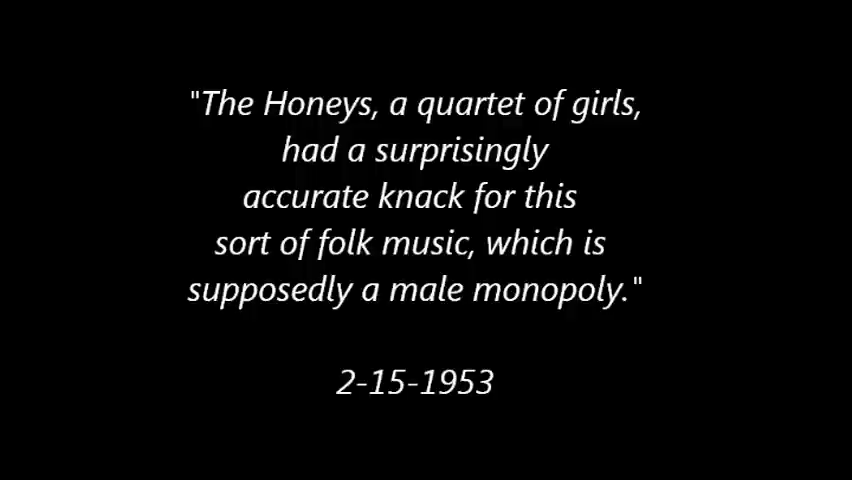 "The Honeys, a quartet of girls,
had a surprisingly
accurate knack for this
sort of folk music, which is
supposedly a male monopoly."
2-15-1953